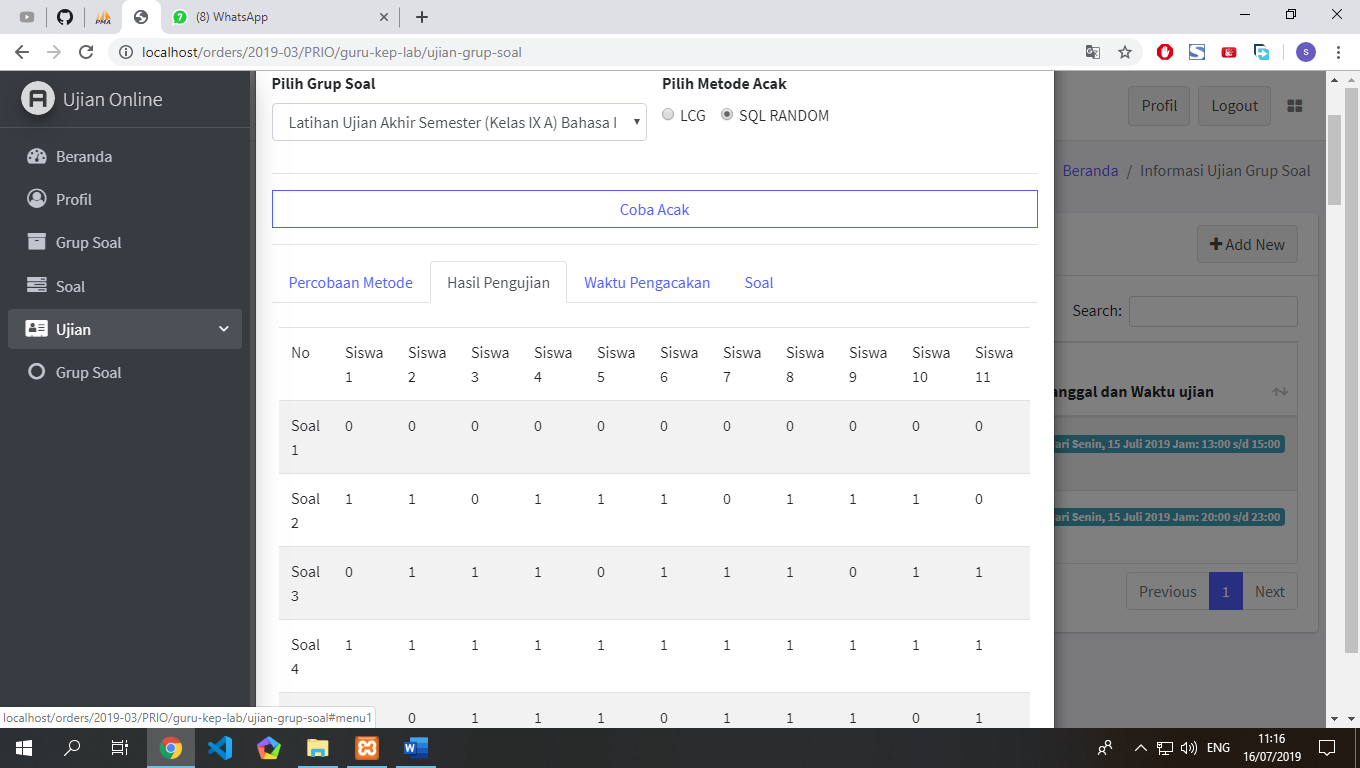 (8) WhatsApp
localhost/orders/2019-03/PRIO/guru-kep-lab/ujian-grup-soal
Ujian Online
Beranda
Profil
Grup Soal
Soal
Ujian
Grup Soal
Pilih Grup Soal
Pilih Metode Acak
Latihan Ujian Akhir Semester (Kelas IX A) Bahasa I
LCG SQL RANDOM
Coba Acak
Percobaan Metode Hasil Pengujian Waktu Pengacakan Soal
No Siswa 1 Siswa 2 Siswa 3 Siswa 4 Siswa 5 Siswa 6 Siswa 7 Siswa 8 Siswa 9 Siswa 10 Siswa 11
Soal 1 0 0 0 0 0 0 0 0 0 0 0
Soal 2 1 1 0 1 1 1 0 1 1 1 0
Soal 3 0 1 1 1 0 1 1 1 0 1 1
Soal 4 1 1 1 1 1 1 1 1 1 1 1
0 1 1 1 0 1 1 1 0 1
Profil Logout
Beranda / Informasi Ujian Grup Soal
Add New
Search:
anggal dan Waktu ujian
ari Senin, 15 Juli 2019 Jam: 13:00 s/d 15:00
ari Senin, 15 Juli 2019 Jam: 20:00 s/d 23:00
Previous 1 Next
localhost/orders/2019-03/PRIO/guru-kep-lab/ujian-grup-soal#menu1
ENG
11:16
16/07/2019